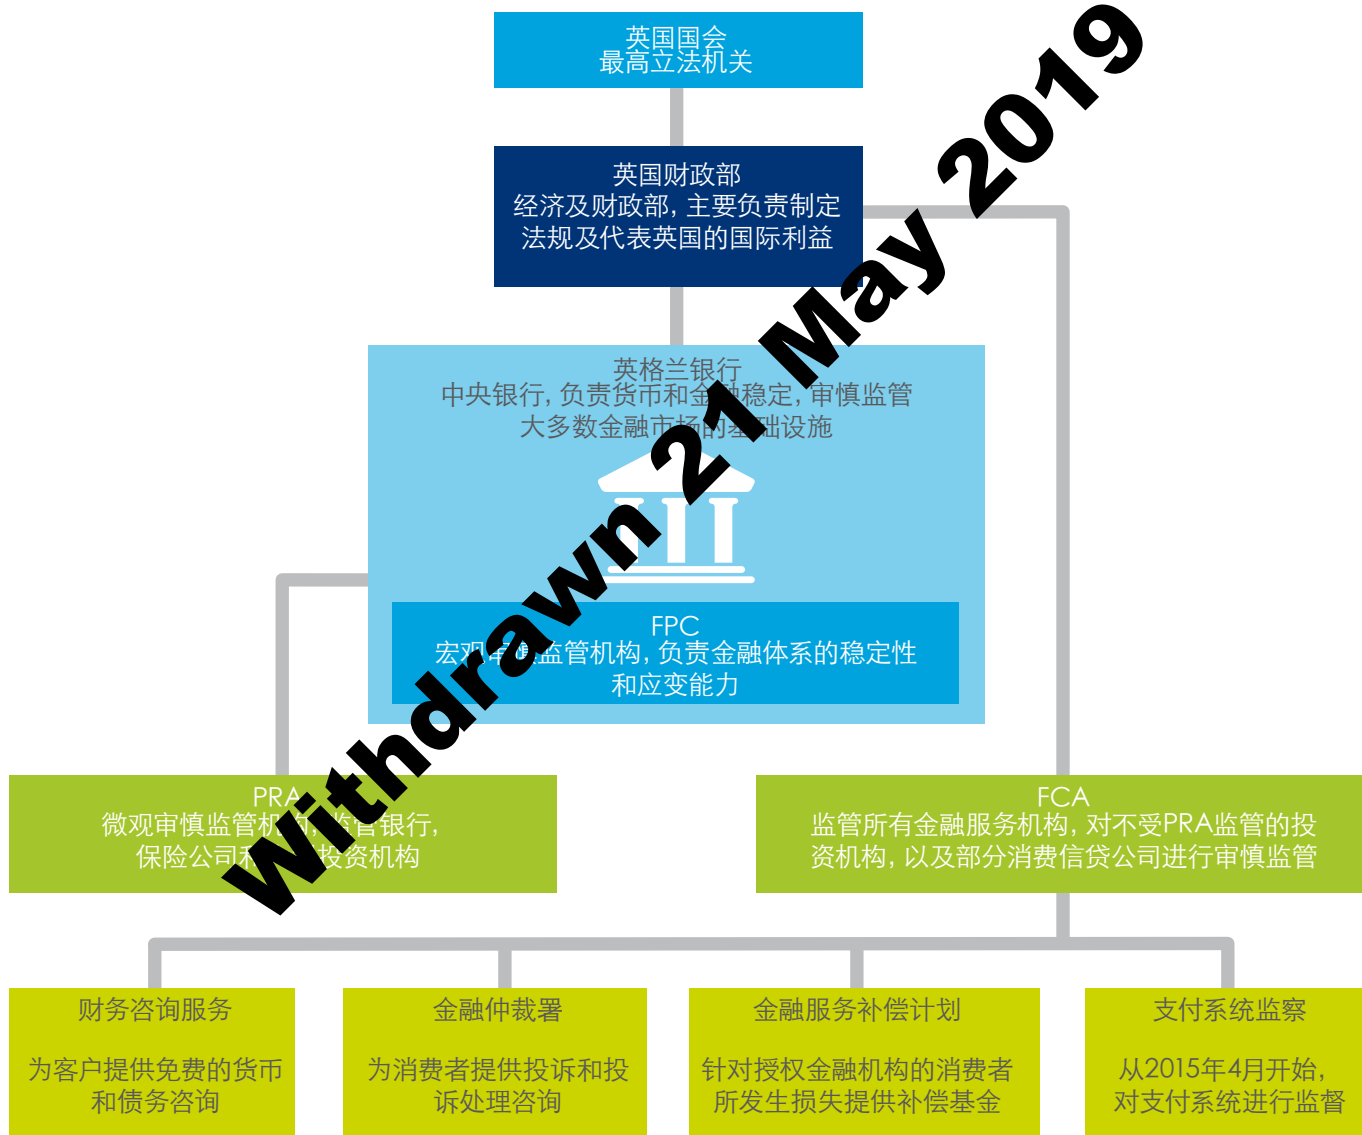 英国国会
最高立法机关
英国财政部
经济及财政部, 主要负责制定
法规及代表英国的国际利益
英格兰银行
中央银行, 负责货币和金融稳定, 审慎监管
大多数金融市场的基础设施
FPC
宏观审慎监管机构, 负责金融体系的稳定性
和应变能力
PRA
微观审慎监管机构, 监管银行,
保险公司和 投资机构
FCA
监管所有金融服务机构, 对不受PRA监管的投
资机构, 以及部分消费信贷公司进行审慎监管
财务咨询服务
为客户提供免费的货币
和债务咨询
金融仲裁署
为消费者提供投诉和投
诉处理咨询
金融服务补偿计划
针对授权金融机构的消费者
所发生损失提供补偿基金
支付系统监察
从2015年4月开始,
对支付系统进行监督
Withdrawn 21 May 2019